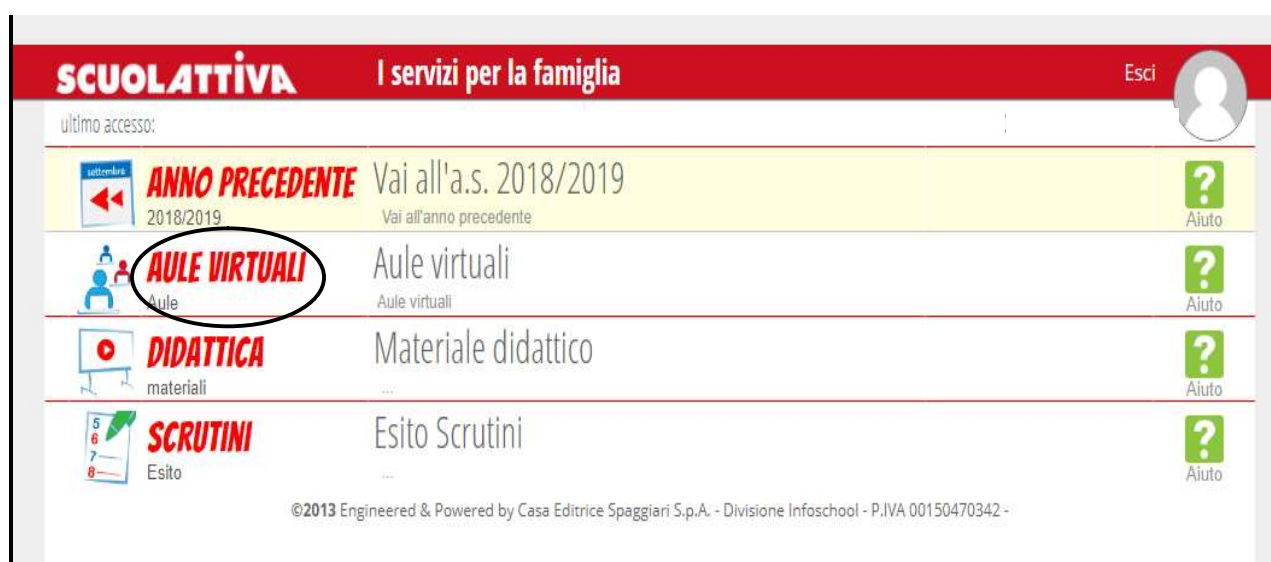 SCUOLATTIVA I servizi per la famiglia Esci
ultimo accesso:
settembre
ANNO PRECEDENTE Vai all'a.s. 2018/2019
2018/2019 Vai all'anno precedente Aiuto
AULE VIRTUALI Aule virtuali
Aule Aule virtuali Aiuto
DIDATTICA Materiale didattico
materiali ... Aiuto
5
6
7
8
SCRUTINI Esito Scrutini
Esito ... Aiuto
©2013 Engineered & Powered by Casa Editrice Spaggiari S.p.A. - Divisione Infoschool - P.IVA 00150470342 -